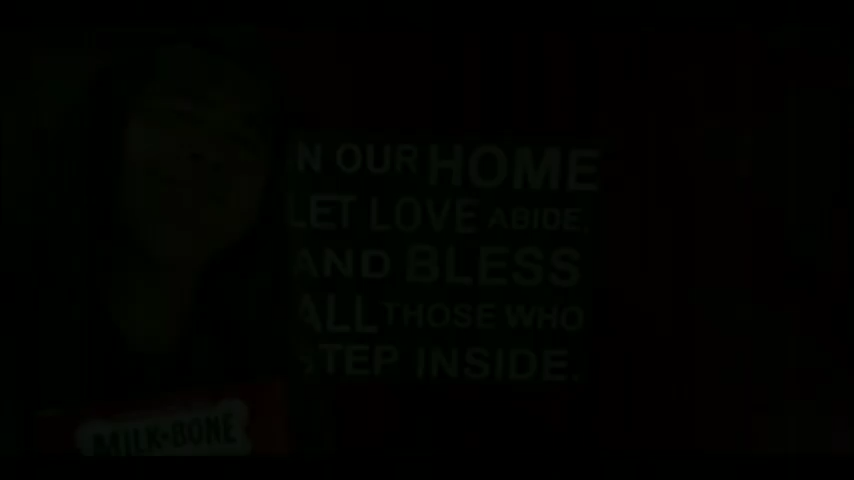 N OUR HOME
LET LOVE ABIDE,
AND BLESS
ALL THOSE WHO
STEP INSIDE.
MILK-BONE